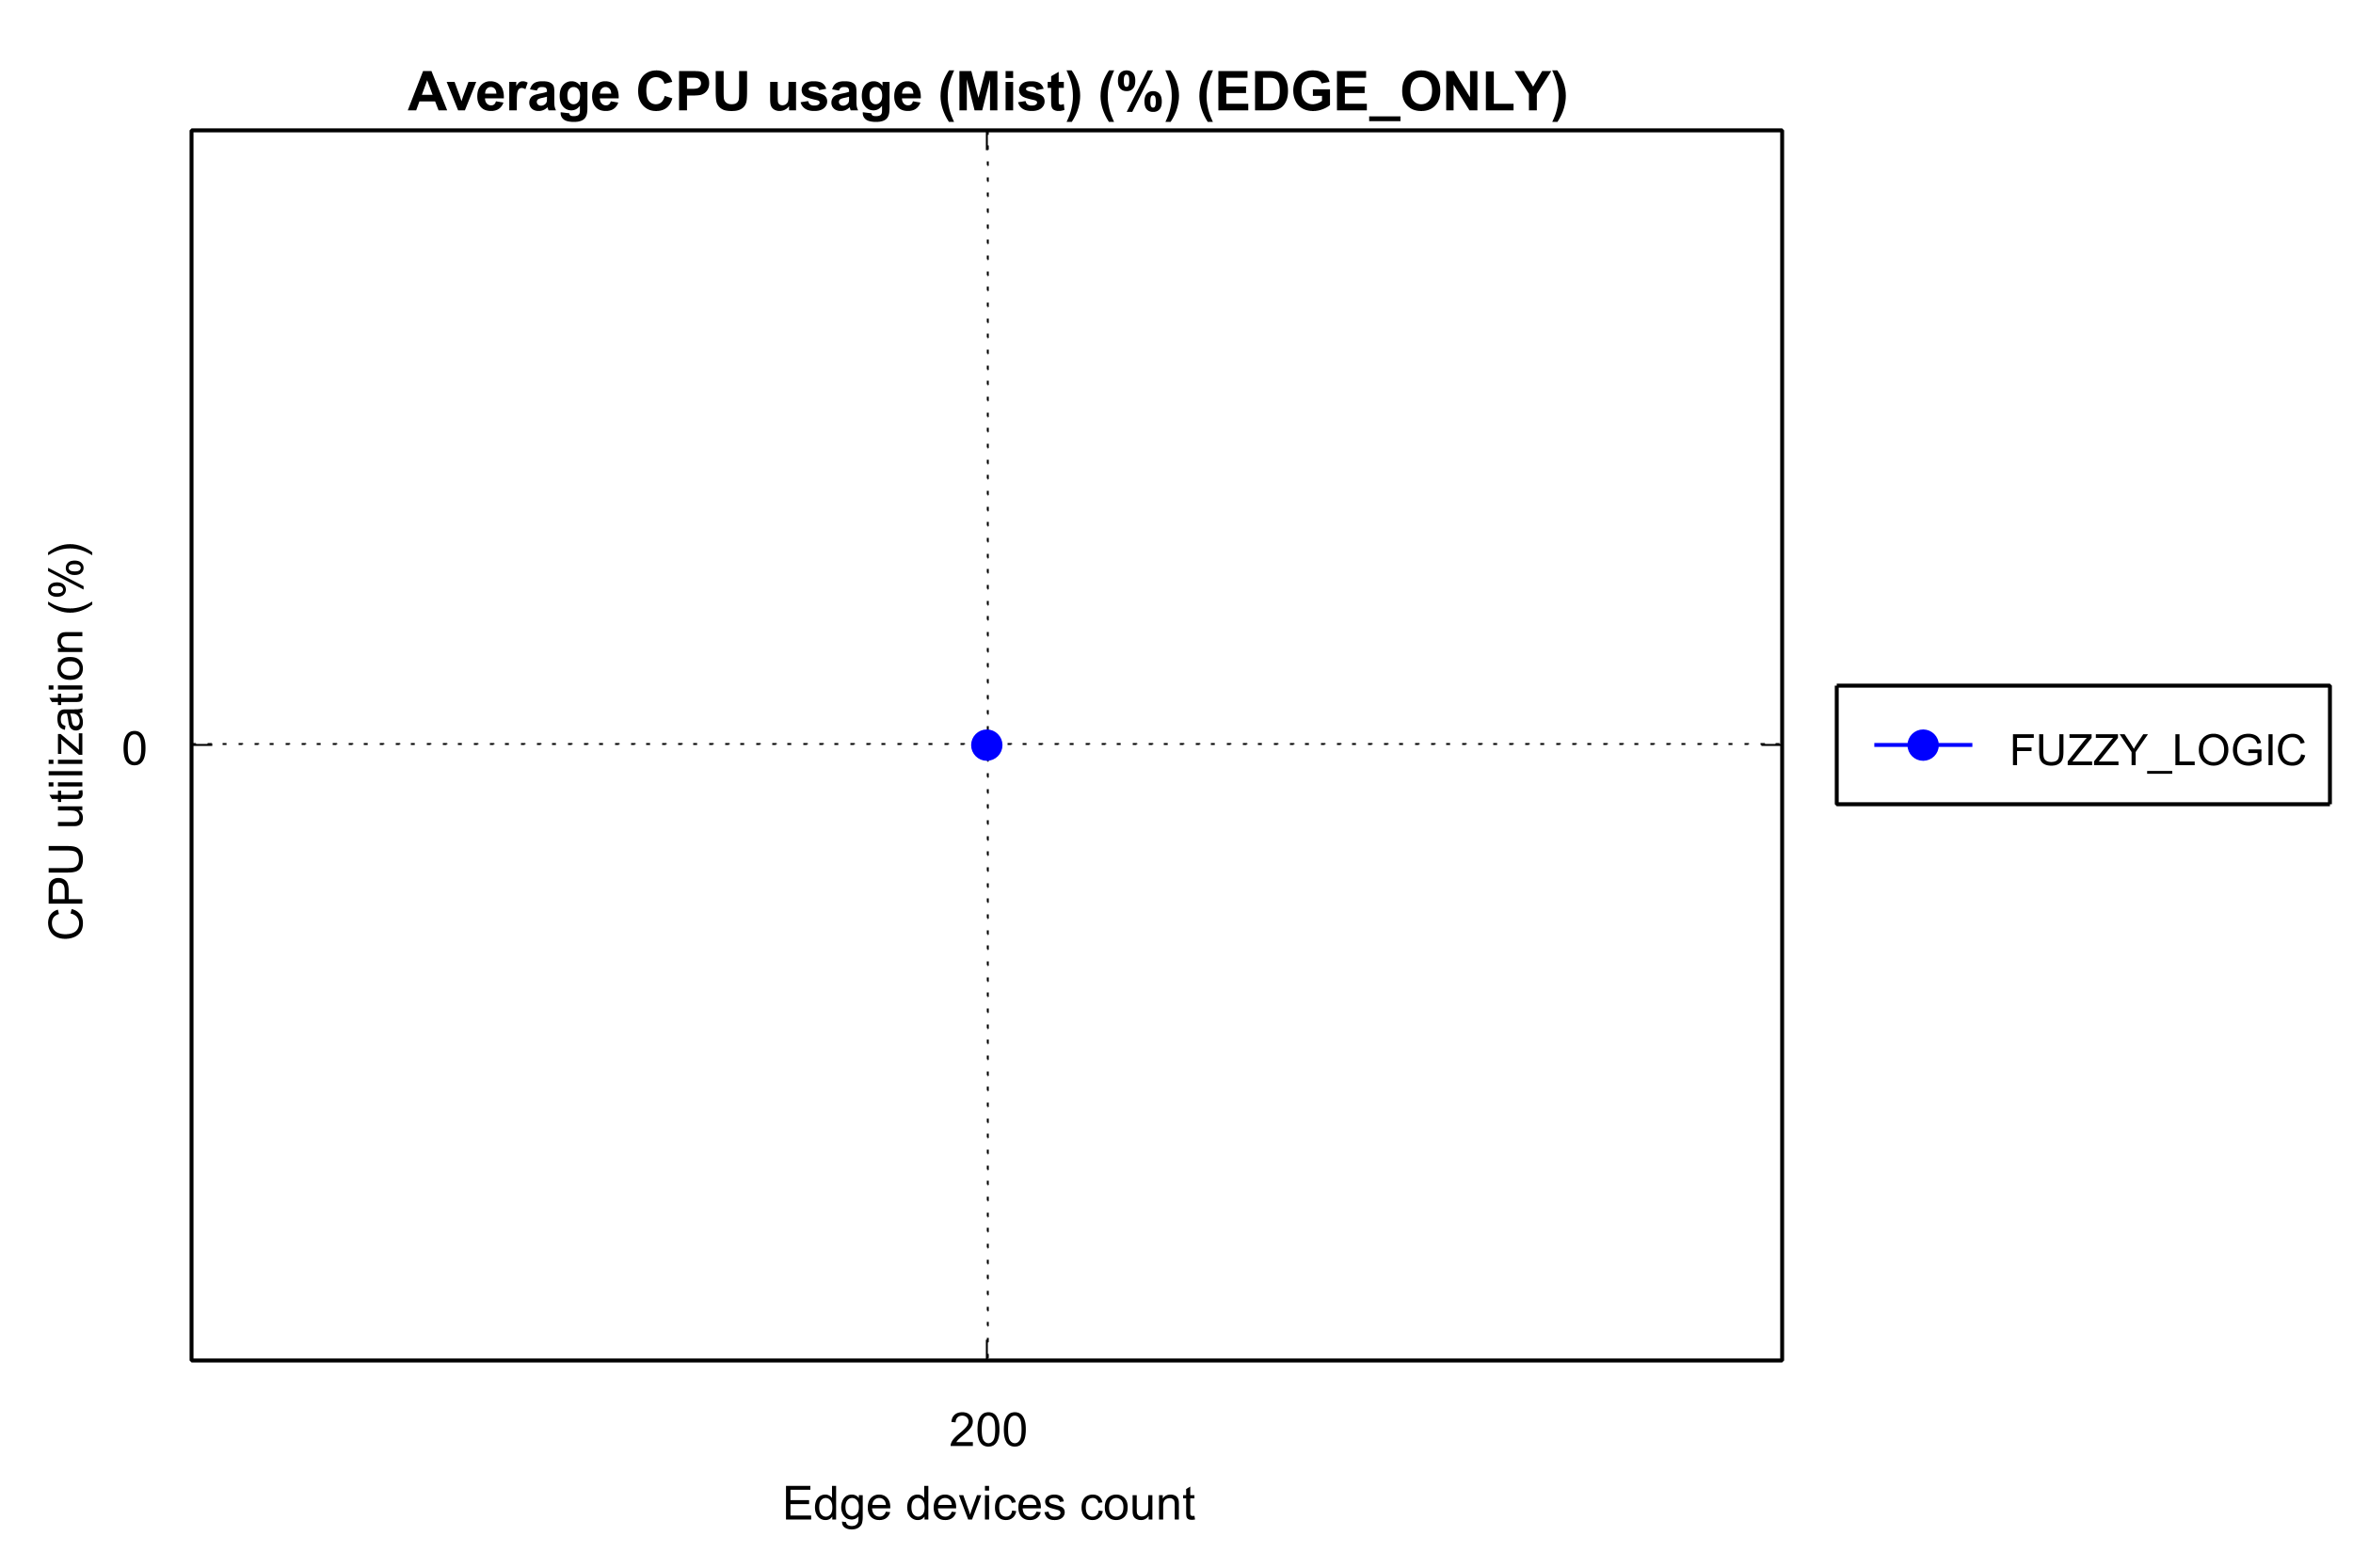 Average CPU usage (Mist) (%) (EDGE_ONLY)
CPU utilization (%)
0
FUZZY_LOGIC
200
Edge devices count